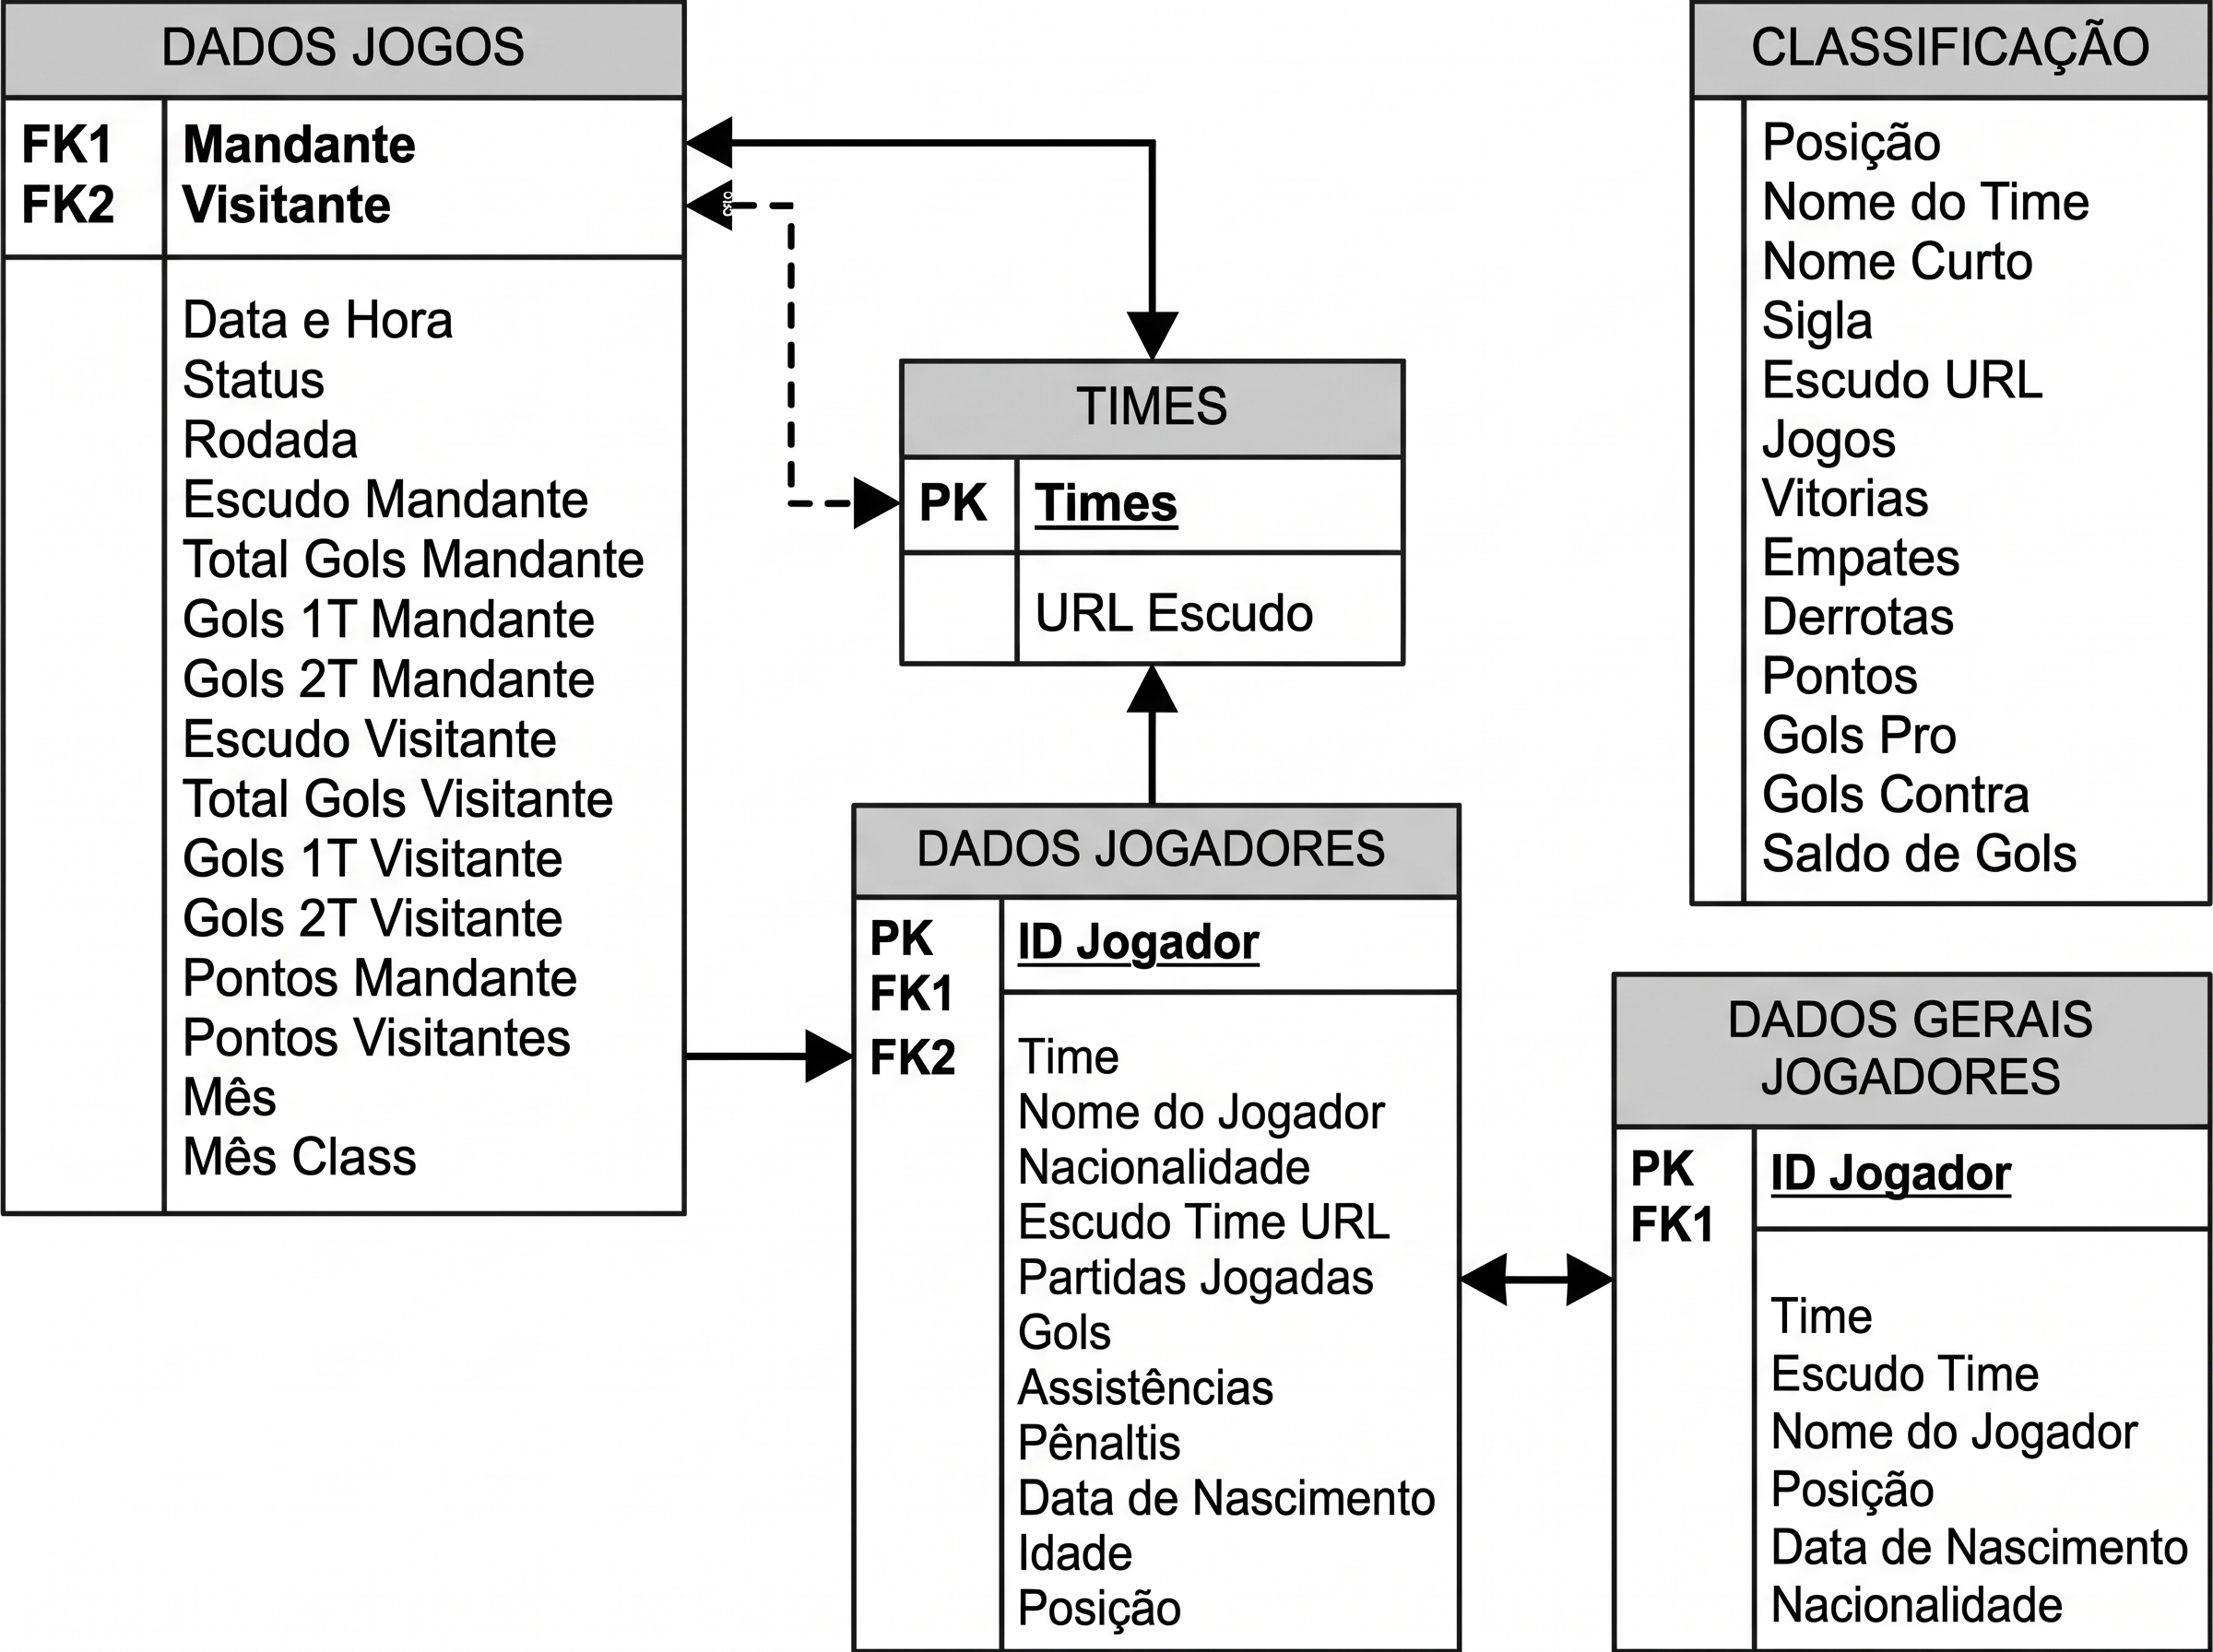 DADOS JOGOS
FK1 Mandante
FK2 Visitante
Data e Hora
Status
Rodada
Escudo Mandante
Total Gols Mandante
Gols 1T Mandante
Gols 2T Mandante
Escudo Visitante
Total Gols Visitante
Gols 1T Visitante
Gols 2T Visitante
Pontos Mandante
Pontos Visitantes
Mês
Mês Class
TIMES
PK Times
URL Escudo
CLASSIFICAÇÃO
Posição
Nome do Time
Nome Curto
Sigla
Escudo URL
Jogos
Vitorias
Empates
Derrotas
Pontos
Gols Pro
Gols Contra
Saldo de Gols
DADOS JOGADORES
PK ID Jogador
FK1
FK2 Time
Nome do Jogador
Nacionalidade
Escudo Time URL
Partidas Jogadas
Gols
Assistências
Pênaltis
Data de Nascimento
Idade
Posição
DADOS GERAIS
JOGADORES
PK ID Jogador
FK1
Time
Escudo Time
Nome do Jogador
Posição
Data de Nascimento
Nacionalidade